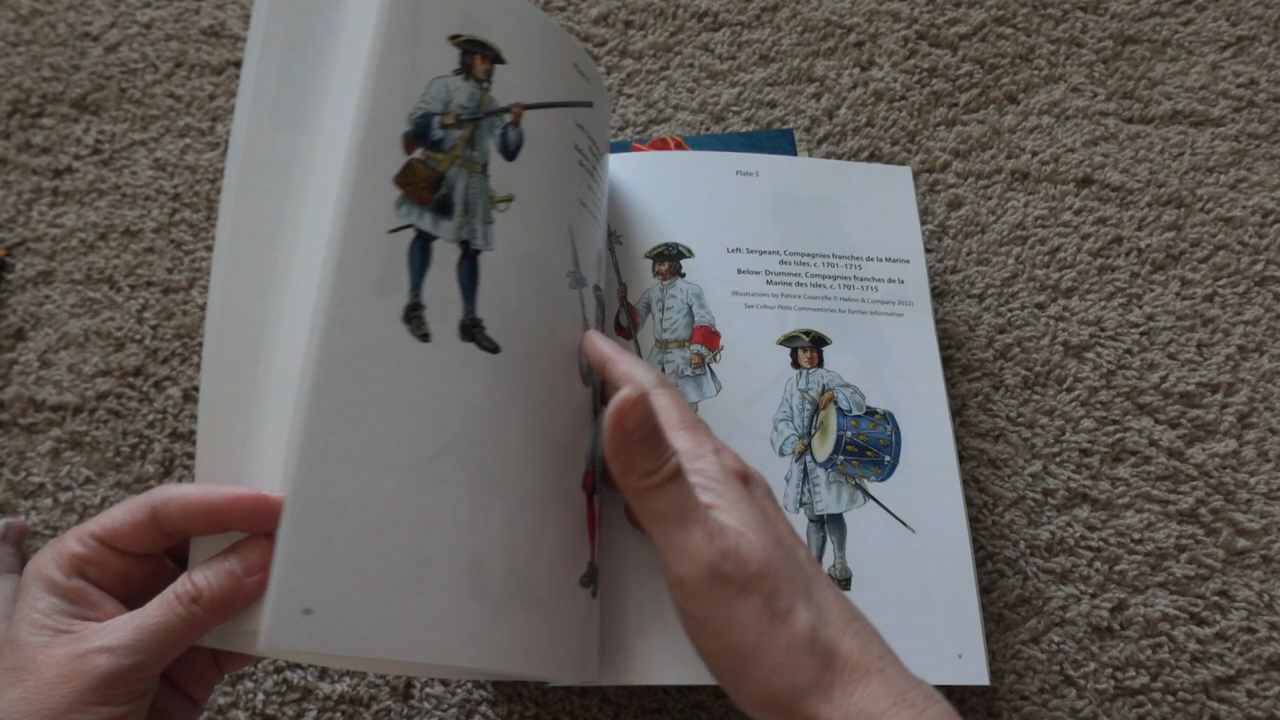 Plate 5
Left: Sergeant, Compagnies franches de la Marine
des Isles, c. 1701–1715
Below: Drummer, Compagnies franches de la
Marine des Isles, c. 1701–1715
(Illustrations by Patrice Courcelle © Helion & Company 2022)
See Colour Plate Commentaries for further information